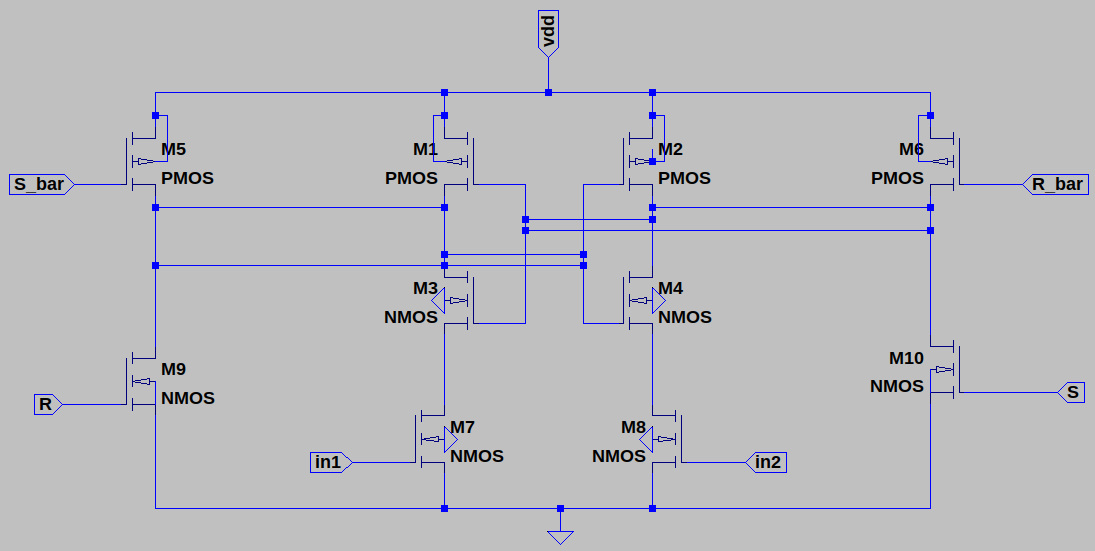 vdd
M5
PMOS
M1
PMOS
M2
PMOS
M6
PMOS
S_bar
R_bar
M3
NMOS
M4
NMOS
M9
NMOS
M10
NMOS
R
S
M7
NMOS
M8
NMOS
in1
in2